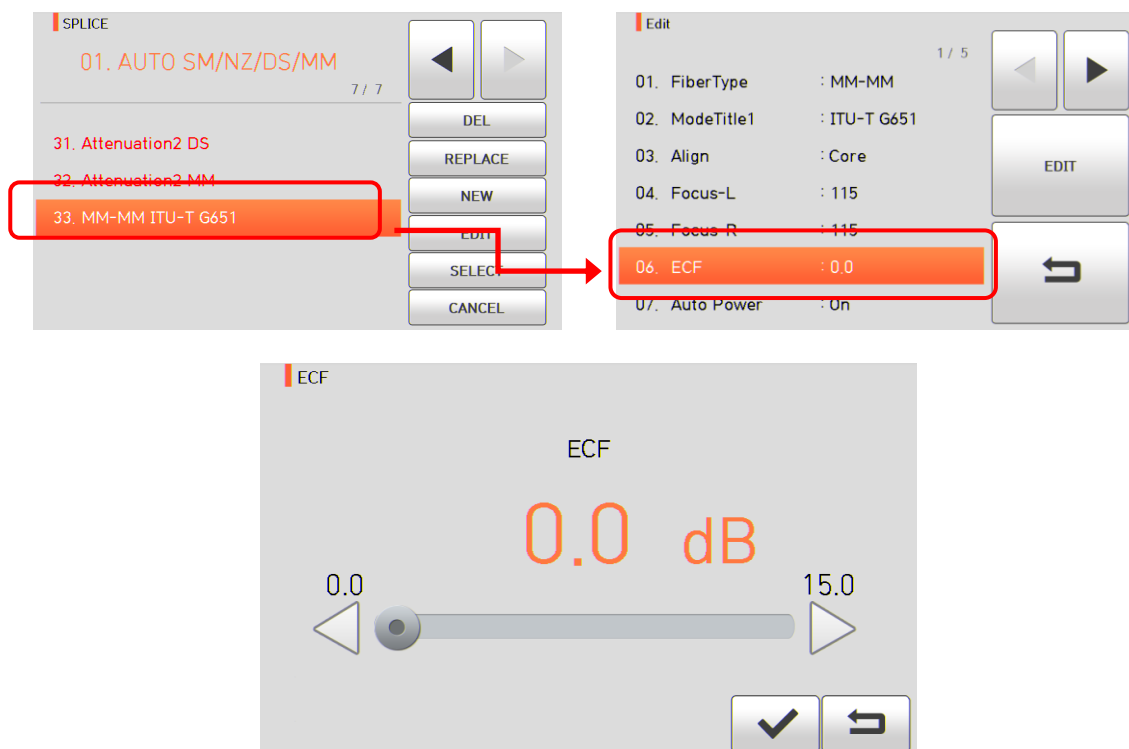 SPLICE
01. AUTO SM/NZ/DS/MM
7/ 7
31. Attenuation2 DS
32. Attenuation2 MM
33. MM-MM ITU-T G651
DEL
REPLACE
NEW
EDIT
SELECT
CANCEL
Edit
1/ 5
01. FiberType : MM-MM
02. ModeTitle1 : ITU-T G651
03. Align : Core
04. Focus-L : 115
05. Focus-R : 115
06. ECF : 0.0
07. Auto Power : On
EDIT
ECF
ECF
0.0 dB
0.0
15.0